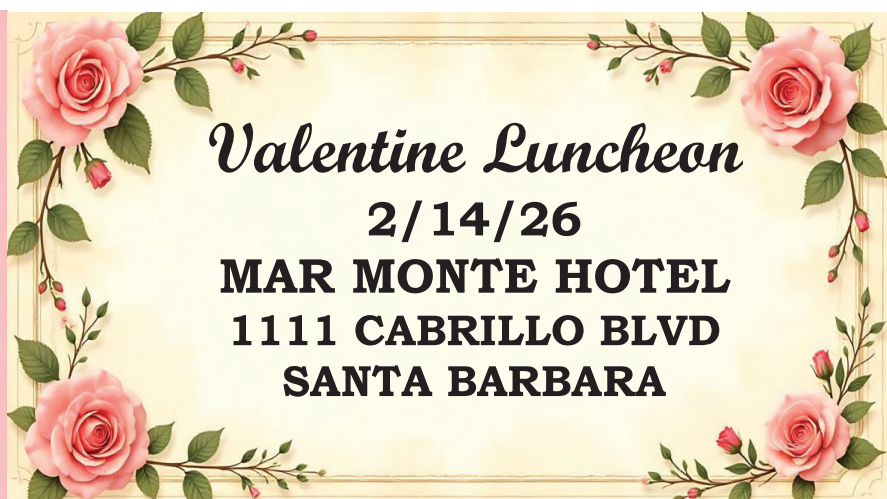 Valentine Luncheon
2/14/26
MAR MONTE HOTEL
1111 CABRILLO BLVD
SANTA BARBARA